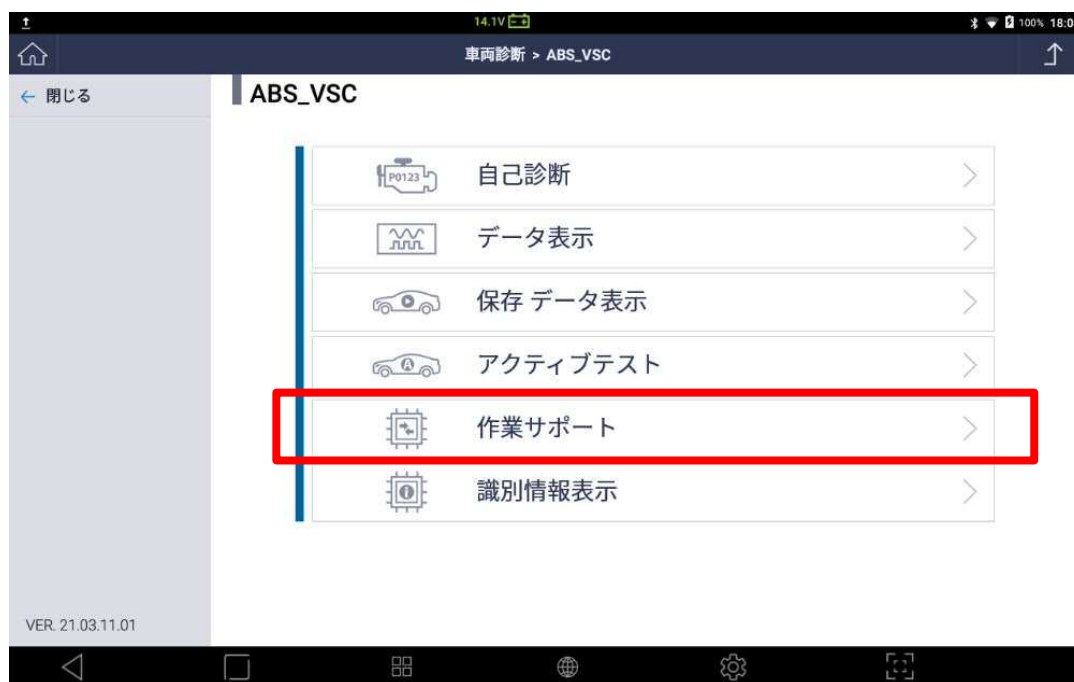 14.1V
100% 18:0
車両診断 > ABS_VSC
閉じる
ABS_VSC
P0123
自己診断
データ表示
保存 データ表示
アクティブテスト
作業サポート
識別情報表示
VER. 21.03.11.01